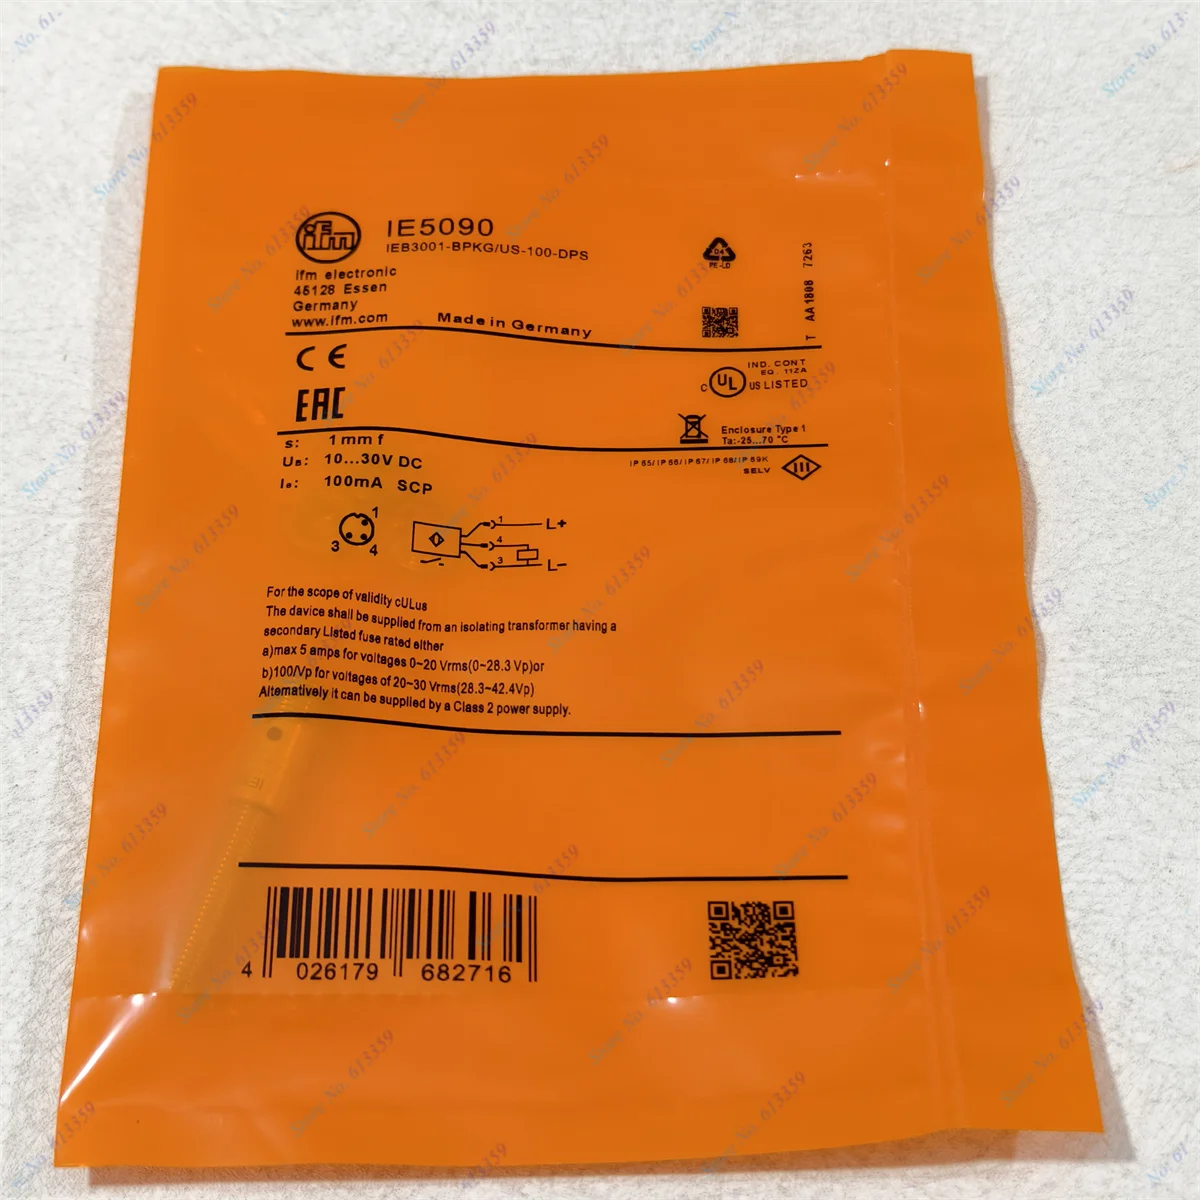 ifm
IE5090
IEB3001-BPKG/US-100-DPS
ifm electronic
45128 Essen
Germany
www.ifm.com
Made in Germany
04
PE-LD
T AA1808 7263
CE
EAC
IND. CONT
EQ. 11ZA
C UL US LISTED
Enclosure Type 1
Ta:-25...70 °C
s: 1mm f
UB: 10...30V DC
Ie: 100mA SCP
IP 65/IP 66/IP 67/IP 68/IP 69K
SELV
III
1
3
4
1
4
3
L+
L-
For the scope of validity cULus
The device shall be supplied from an isolating transformer having a
secondary Listed fuse rated either
a)max 5 amps for voltages 0~20 Vrms(0~28.3 Vp)or
b)100/Vp for voltages of 20~30 Vrms(28.3~42.4Vp)
Alternatively it can be supplied by a Class 2 power supply.
4 026179 682716
Store No. 613359